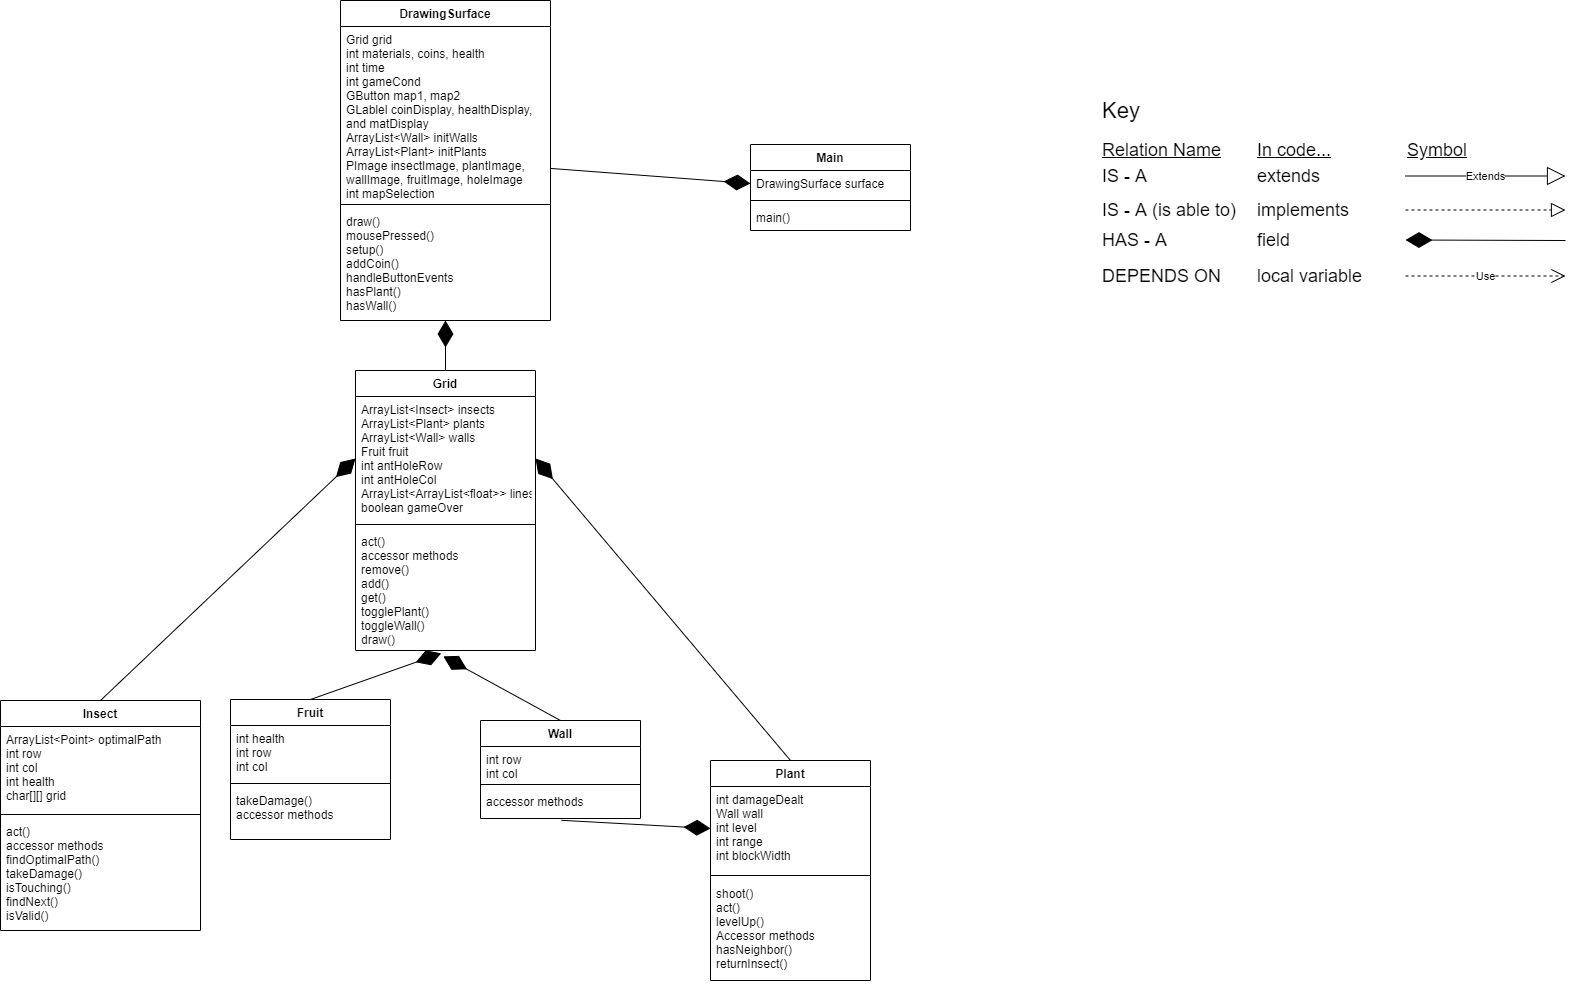 DrawingSurface
Grid grid
int materials, coins, health
int time
int gameCond
GButton map1, map2
GLablel coinDisplay, healthDisplay,
and matDisplay
ArrayList<Wall> initWalls
ArrayList<Plant> initPlants
PImage insectImage, plantImage,
wallImage, fruitImage, holeImage
int mapSelection
draw()
mousePressed()
setup()
addCoin()
handleButtonEvents
hasPlant()
hasWall()
Main
DrawingSurface surface
main()
Key
Relation Name In code... Symbol
IS - A extends Extends
IS - A (is able to) implements
HAS - A field
DEPENDS ON local variable Use
Grid
ArrayList<Insect> insects
ArrayList<Plant> plants
ArrayList<Wall> walls
Fruit fruit
int antHoleRow
int antHoleCol
ArrayList<ArrayList<float>> lines
boolean gameOver
act()
accessor methods
remove()
add()
get()
togglePlant()
toggleWall()
draw()
Insect
ArrayList<Point> optimalPath
int row
int col
int health
char[][] grid
act()
accessor methods
findOptimalPath()
takeDamage()
isTouching()
findNext()
isValid()
Fruit
int health
int row
int col
takeDamage()
accessor methods
Wall
int row
int col
accessor methods
Plant
int damageDealt
Wall wall
int level
int range
int blockWidth
shoot()
act()
levelUp()
Accessor methods
hasNeighbor()
returnInsect()